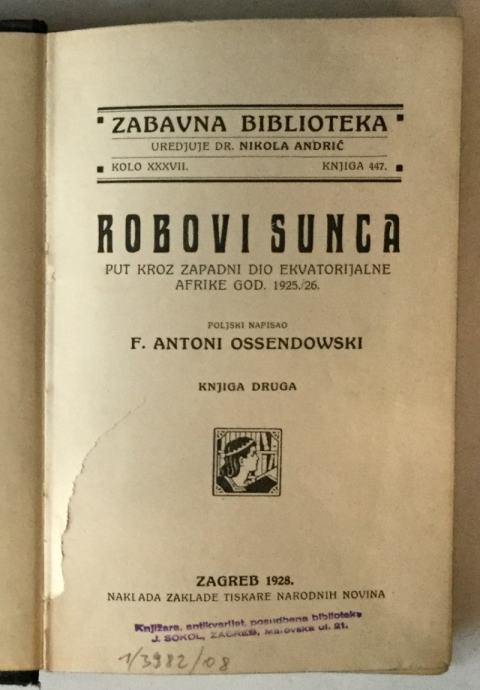 ZABAVNA BIBLIOTEKA
UREDJUJE DR. NIKOLA ANDRIĆ
KOLO XXXVII. KNJIGA 447.
ROBOVI SUNCA
PUT KROZ ZAPADNI DIO EKVATORIJALNE
AFRIKE GOD. 1925./26.
POLJSKI NAPISAO
F. ANTONI OSSENDOWSKI
KNJIGA DRUGA
ZAGREB 1928.
NAKLADA ZAKLADE TISKARE NARODNIH NOVINA
Knjižara, antikvarijat, posudbena biblioteka
J. SOKOL, ZAGREB, Masovska ul. 21.
1/3982/08